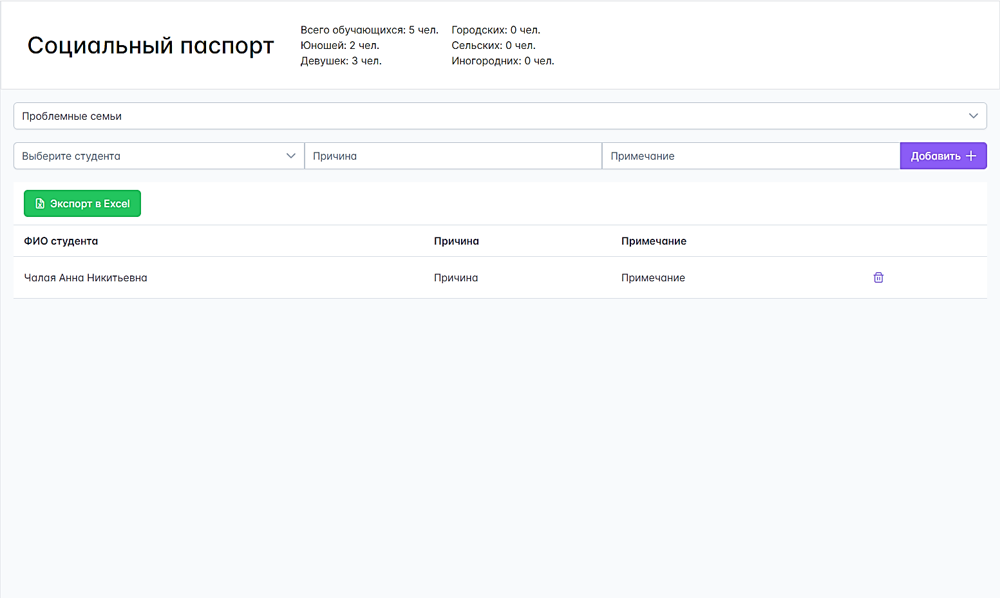 Социальный паспорт
Всего обучающихся: 5 чел.
Юношей: 2 чел.
Девушек: 3 чел.
Городских: 0 чел.
Сельских: 0 чел.
Иногородних: 0 чел.
Проблемные семьи
Выберите студента
Причина
Примечание
Добавить
Экспорт в Excel
ФИО студента Причина Примечание
Чалая Анна Никитьевна Причина Примечание